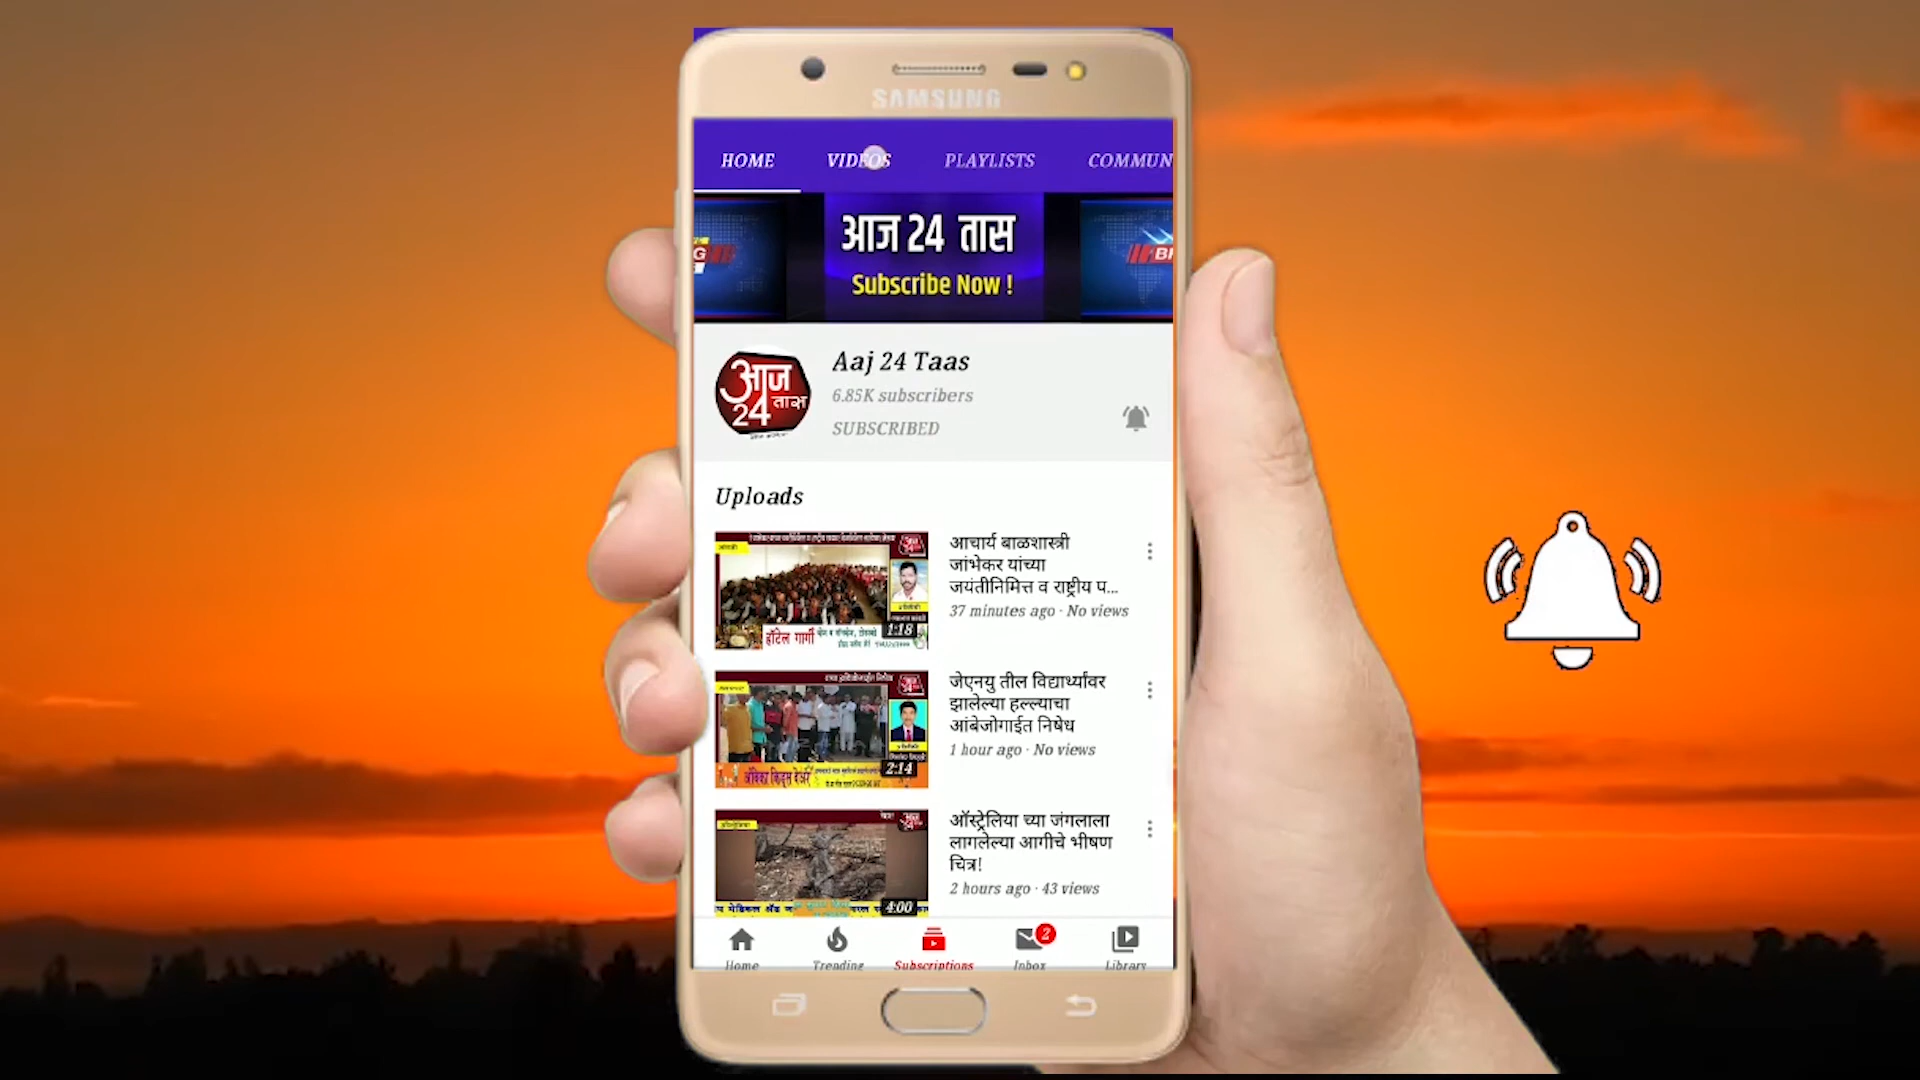 SAMSUNG
HOME VIDEOS PLAYLISTS COMMUN
आज 24 तास
Subscribe Now !
आज
24 तास
Aaj 24 Taas
6.85K subscribers
SUBSCRIBED
Uploads
आचार्य बाळशास्त्री
जांभेकर यांच्या
जयंतीनिमित्त व राष्ट्रीय प...
37 minutes ago · No views
हॉटेल गार्गी
1:18
जेएनयु तील विद्यार्थ्यांवर
झालेल्या हल्ल्याचा
आंबेजोगाईत निषेध
1 hour ago · No views
अंबिका किड्स वेअर
2:14
ऑस्ट्रेलिया च्या जंगलाला
लागलेल्या आगीचे भीषण
चित्र!
2 hours ago · 43 views
4:00
2
Home Trending Subscriptions Inbox Library